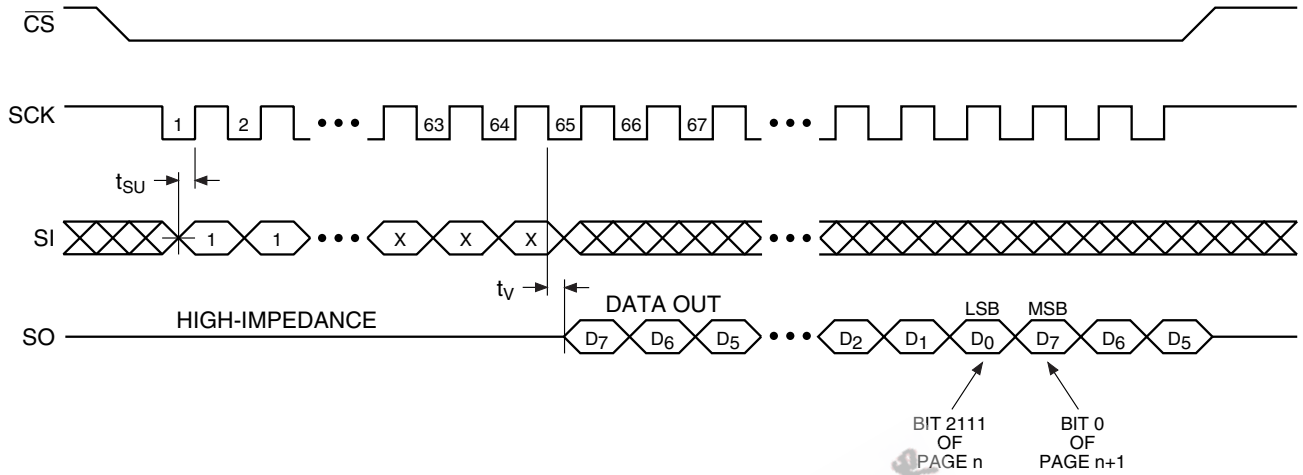 CS
SCK 1 2 ••• 63 64 65 66 67 •••
tSU
SI 1 1 ••• X X X •••
tV
DATA OUT
HIGH-IMPEDANCE
LSB MSB
SO D7 D6 D5 ••• D2 D1 D0 D7 D6 D5
BIT 2111
OF
PAGE n
BIT 0
OF
PAGE n+1